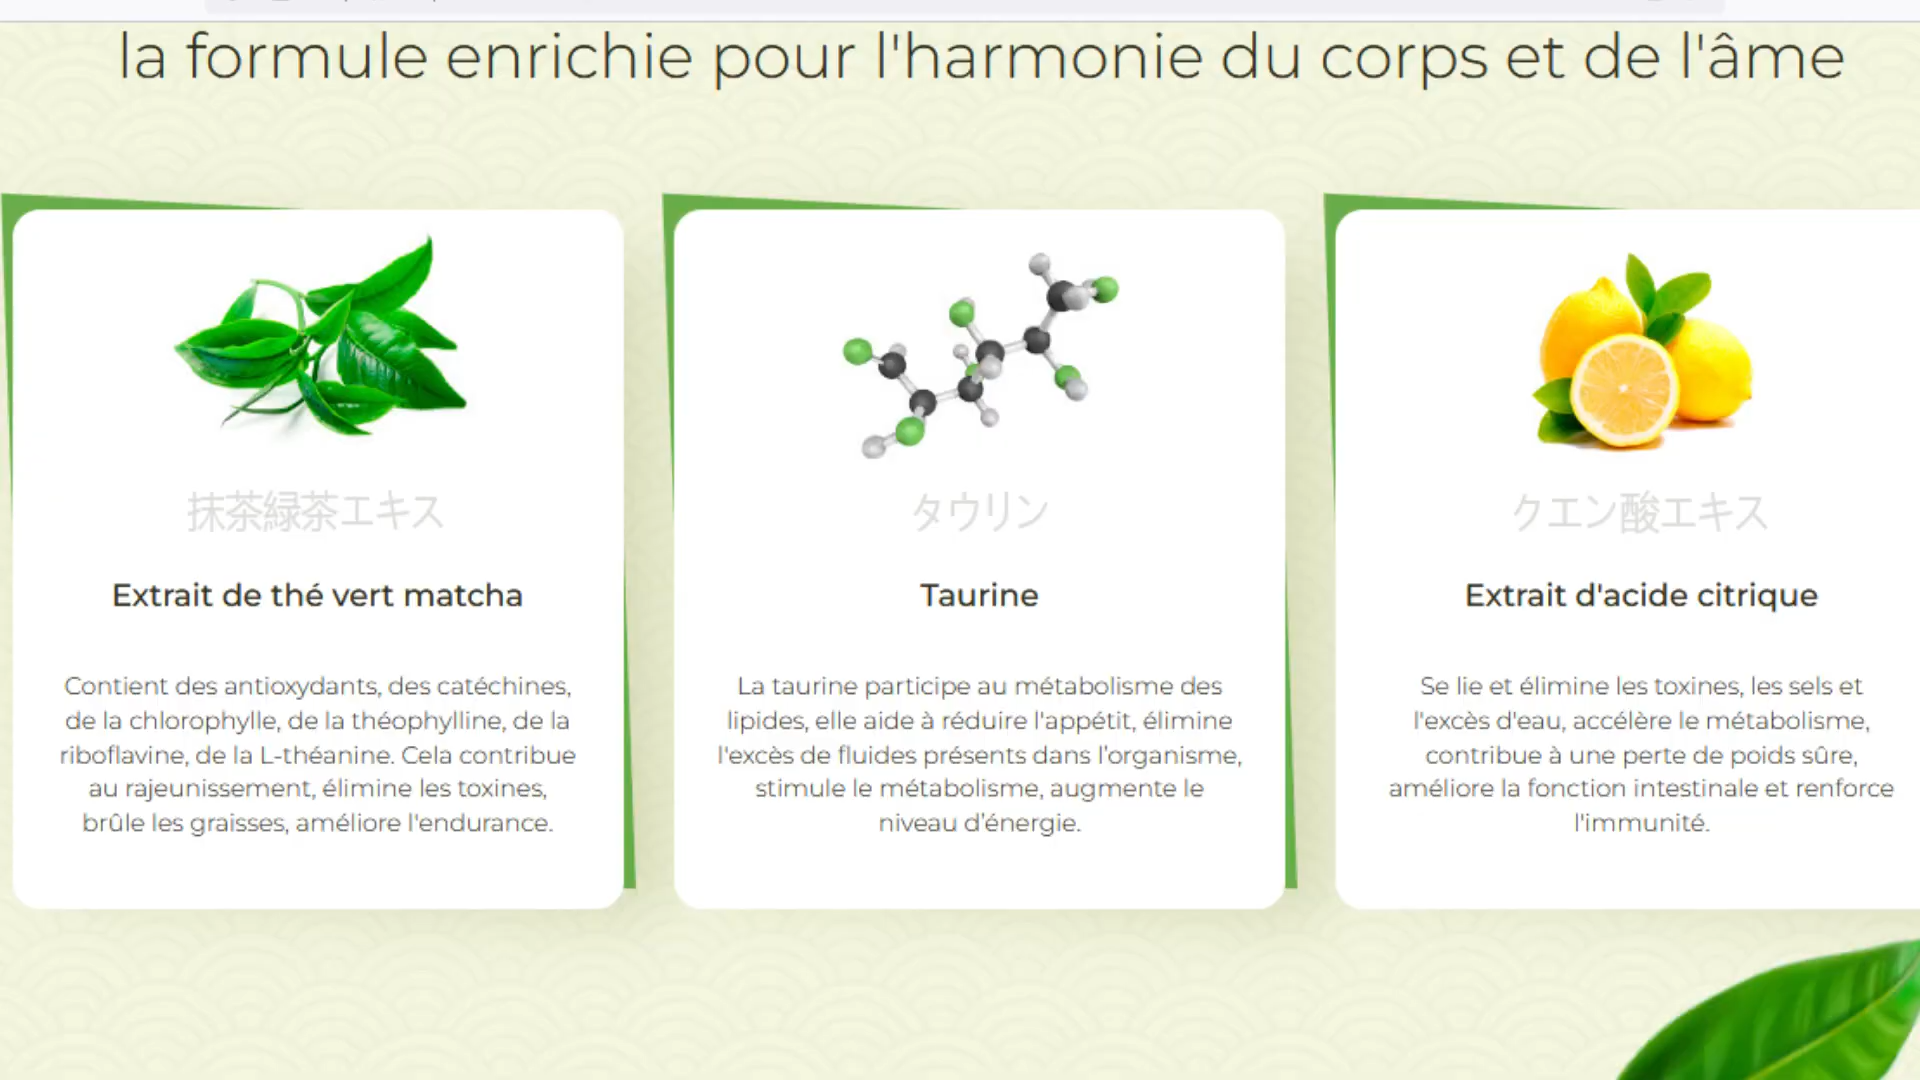 la formule enrichie pour l'harmonie du corps et de l'âme
抹茶緑茶エキス
Extrait de thé vert matcha
Contient des antioxydants, des catéchines,
de la chlorophylle, de la théophylline, de la
riboflavine, de la L-théanine. Cela contribue
au rajeunissement, élimine les toxines,
brûle les graisses, améliore l'endurance.
タウリン
Taurine
La taurine participe au métabolisme des
lipides, elle aide à réduire l'appétit, élimine
l'excès de fluides présents dans l’organisme,
stimule le métabolisme, augmente le
niveau d’énergie.
クエン酸エキス
Extrait d'acide citrique
Se lie et élimine les toxines, les sels et
l'excès d'eau, accélère le métabolisme,
contribue à une perte de poids sûre,
améliore la fonction intestinale et renforce
l'immunité.